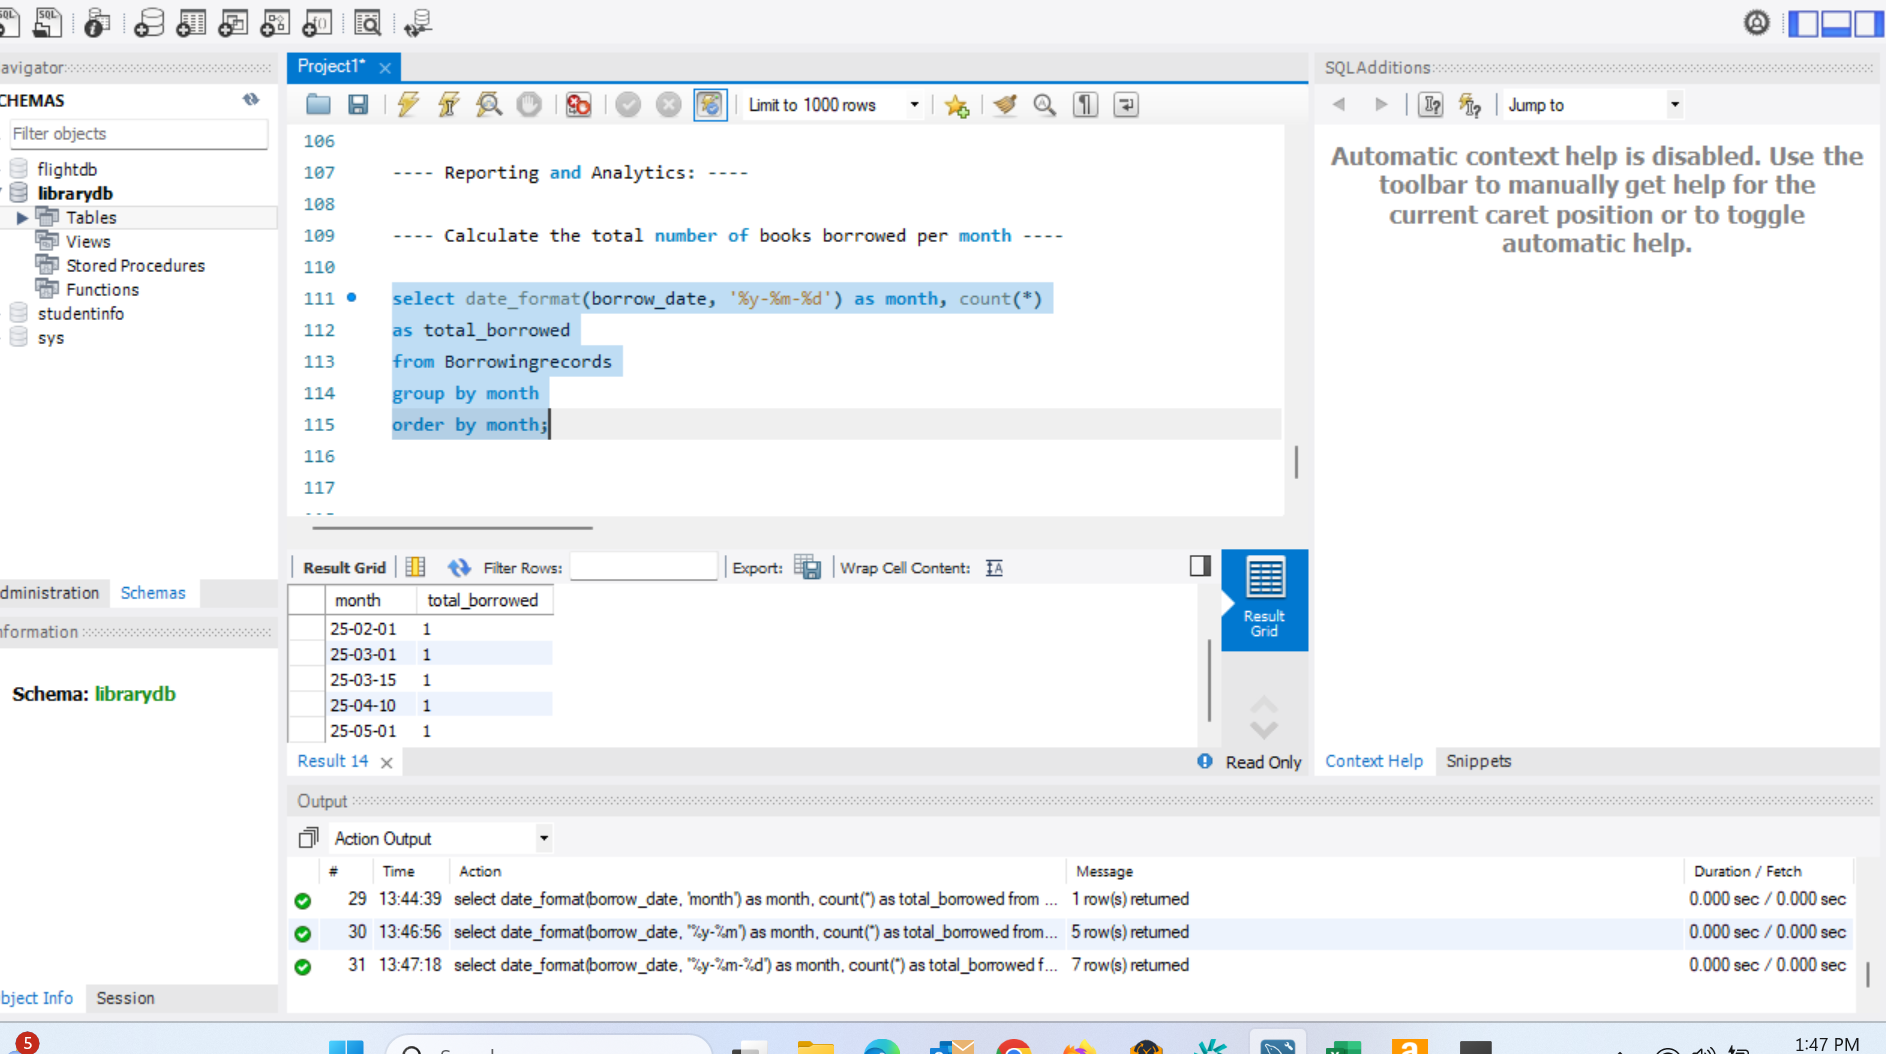 avigator
CHEMAS
Filter objects
flightdb
librarydb
Tables
Views
Stored Procedures
Functions
studentinfo
sys
dministration Schemas
nformation
Schema: librarydb
bject Info Session
Project1*
Limit to 1000 rows
106
107 ---- Reporting and Analytics: ----
108
109 ---- Calculate the total number of books borrowed per month ----
110
111 select date_format(borrow_date, '%y-%m-%d') as month, count(*)
112 as total_borrowed
113 from Borrowingrecords
114 group by month
115 order by month;
116
117
Result Grid Filter Rows: Export: Wrap Cell Content:
month total_borrowed
25-02-01 1
25-03-01 1
25-03-15 1
25-04-10 1
25-05-01 1
Result
Grid
Result 14 Read Only
SQLAdditions
Jump to
Automatic context help is disabled. Use the
toolbar to manually get help for the
current caret position or to toggle
automatic help.
Context Help Snippets
Output
Action Output
# Time Action Message Duration / Fetch
29 13:44:39 select date_format(borrow_date, 'month') as month, count(*) as total_borrowed from ... 1 row(s) returned 0.000 sec / 0.000 sec
30 13:46:56 select date_format(borrow_date, '%y-%m') as month, count(*) as total_borrowed from... 5 row(s) returned 0.000 sec / 0.000 sec
31 13:47:18 select date_format(borrow_date, '%y-%m-%d') as month, count(*) as total_borrowed f... 7 row(s) returned 0.000 sec / 0.000 sec
5
1:47 PM